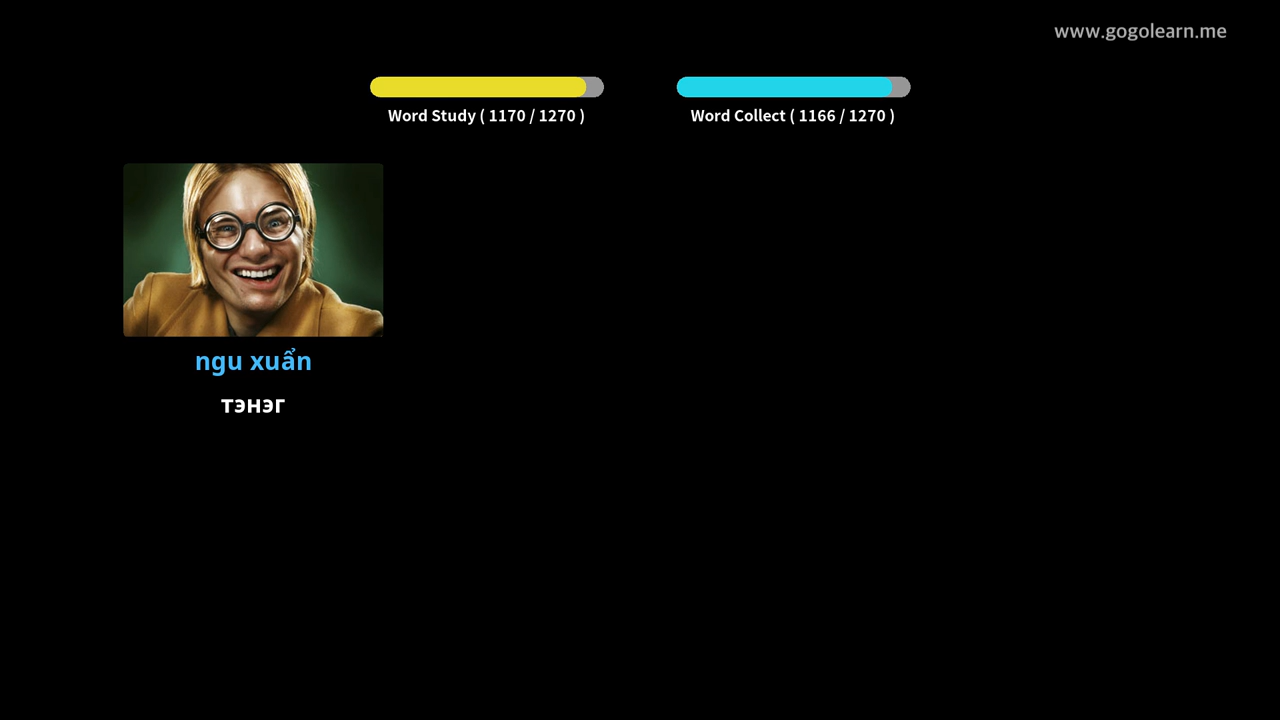 www.gogolearn.me
Word Study ( 1170 / 1270 )
Word Collect ( 1166 / 1270 )
ngu xuẩn
тэнэг